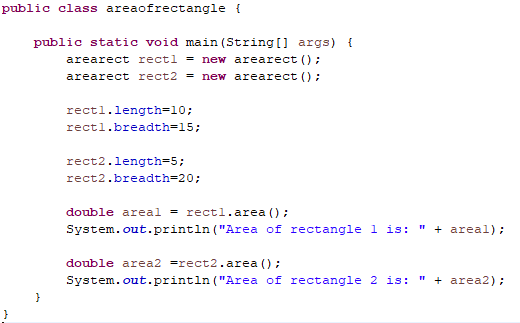 public class areaofrectangle {
public static void main(String[] args) {
arearect rect1 = new arearect();
arearect rect2 = new arearect();
rect1.length=10;
rect1.breadth=15;
rect2.length=5;
rect2.breadth=20;
double area1 = rect1.area();
System.out.println("Area of rectangle 1 is: " + area1);
double area2 =rect2.area();
System.out.println("Area of rectangle 2 is: " + area2);
}
}